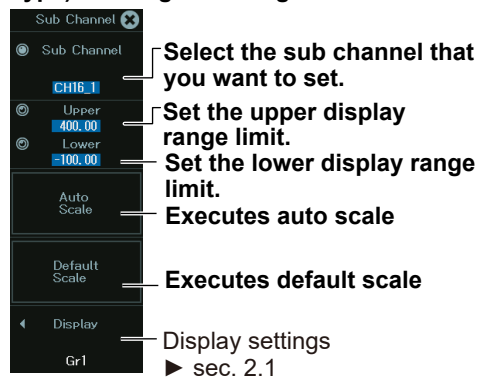 Sub Channel
Sub Channel
CH16_1
Select the sub channel that
you want to set.
Upper
400.00
Set the upper display
range limit.
Lower
-100.00
Set the lower display range
limit.
Auto
Scale
Executes auto scale
Default
Scale
Executes default scale
Display
Gr1
Display settings
► sec. 2.1